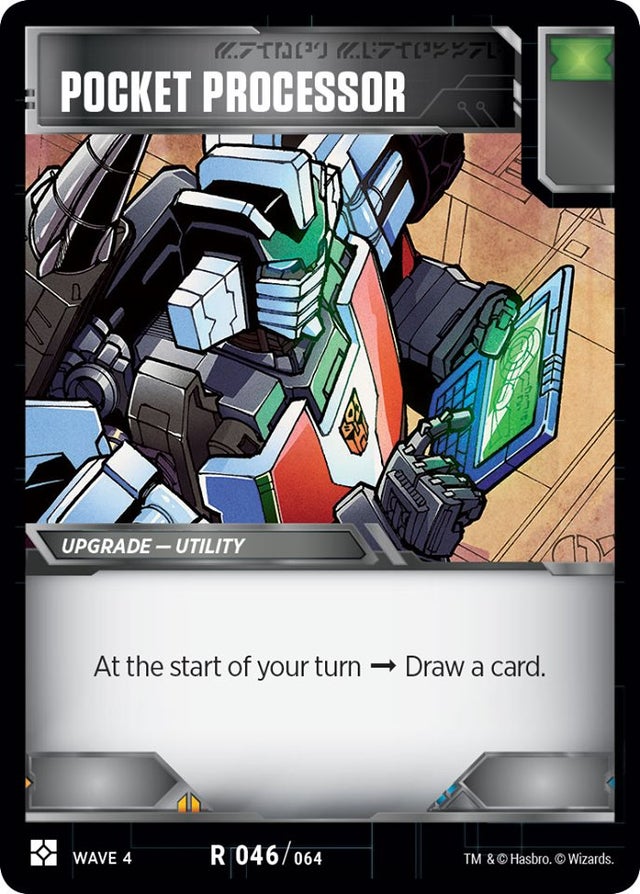 POCKET PROCESSOR
UPGRADE — UTILITY
At the start of your turn ➞ Draw a card.
WAVE 4
R 046/064
TM & © Hasbro. © Wizards.